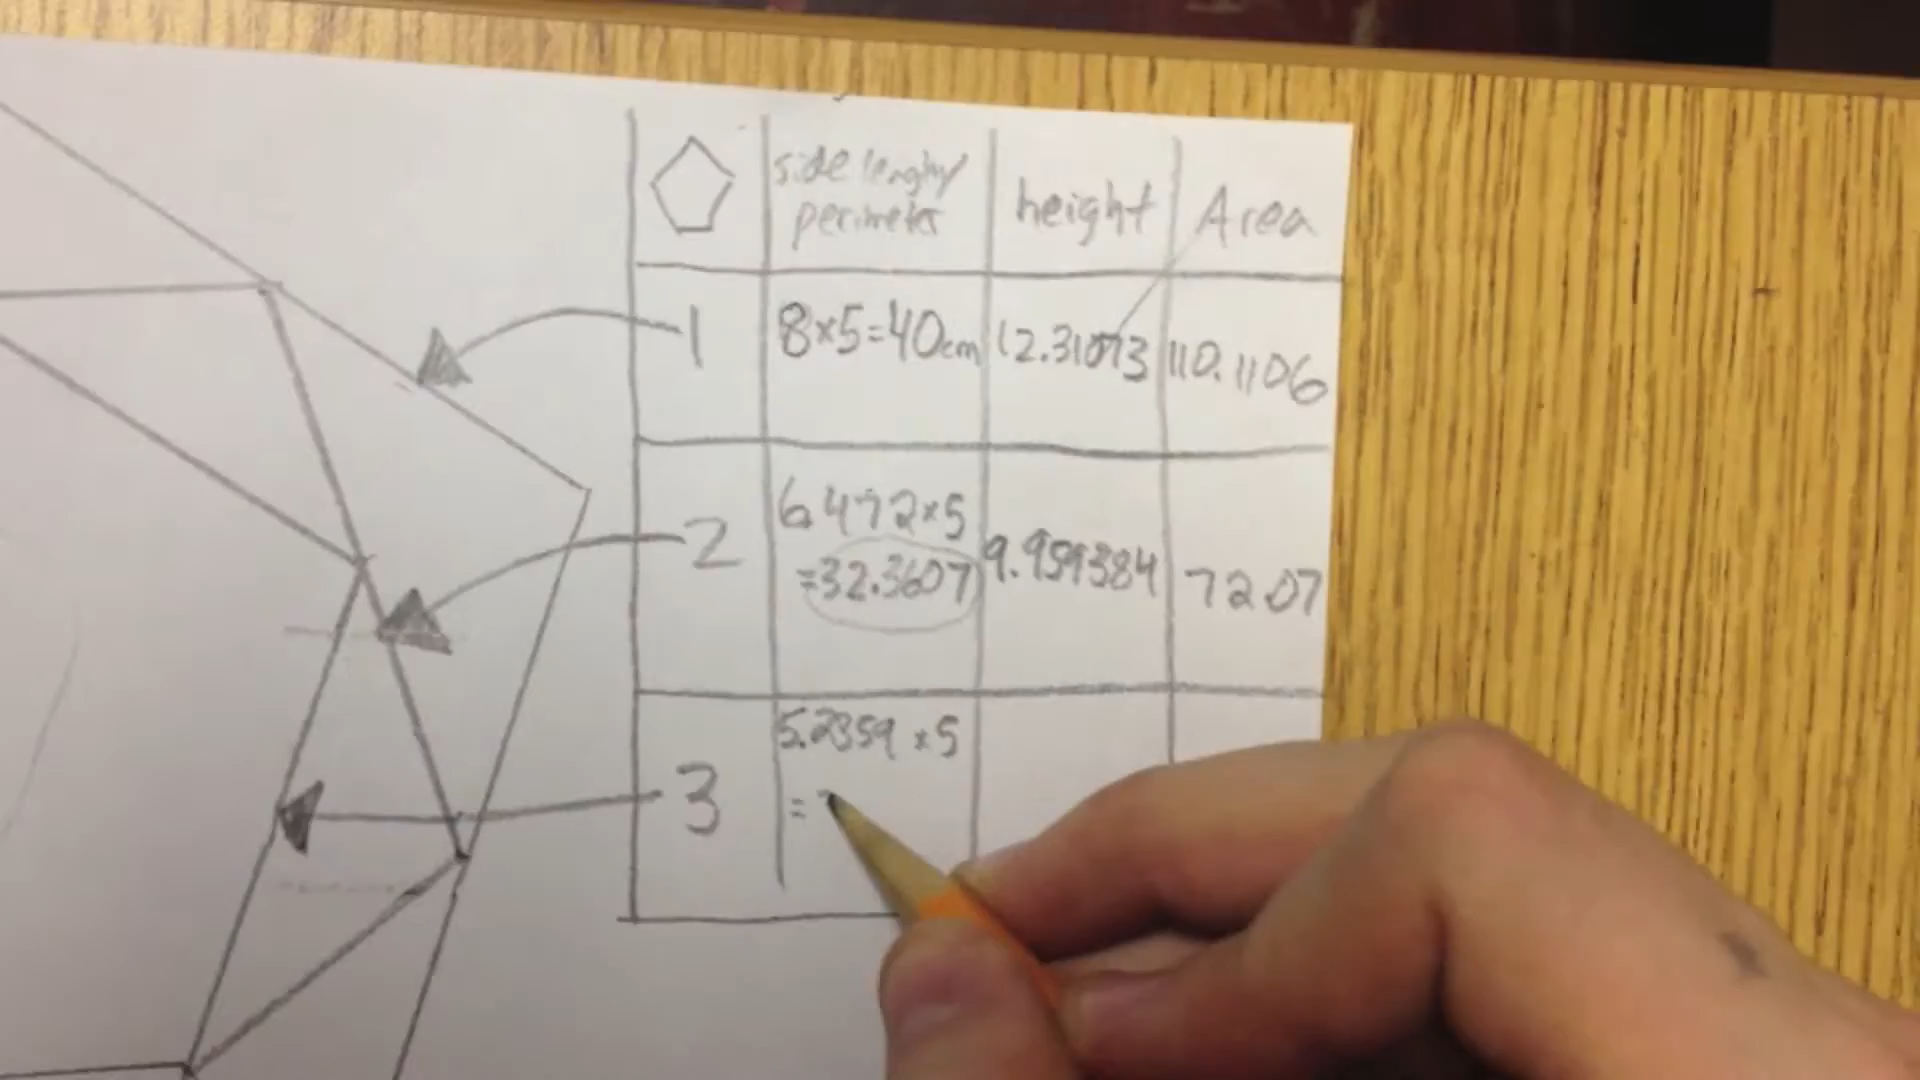 side lenght/
perimeter
height
Area
1
8×5=40cm
12.31073
110.1106
2
6.472×5
=32.3607
9.959384
72.07
3
5.2359×5
=